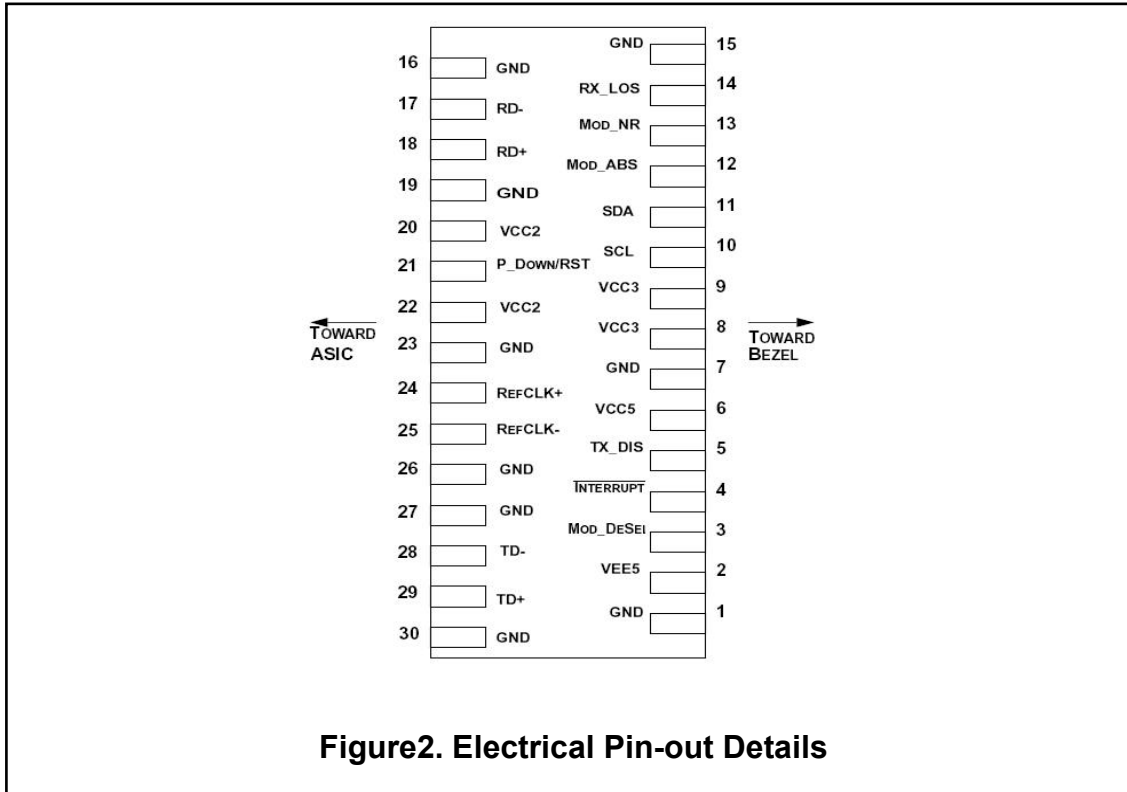 16 GND
17 RD-
18 RD+
19 GND
20 VCC2
21 P_DOWN/RST
22 VCC2
23 GND
24 REFCLK+
25 REFCLK-
26 GND
27 GND
28 TD-
29 TD+
30 GND
GND 15
RX_LOS 14
MOD_NR 13
MOD_ABS 12
SDA 11
SCL 10
VCC3 9
VCC3 8
GND 7
VCC5 6
TX_DIS 5
INTERRUPT 4
MOD_DESEl 3
VEE5 2
GND 1
TOWARD
ASIC
TOWARD
BEZEL
Figure2. Electrical Pin-out Details